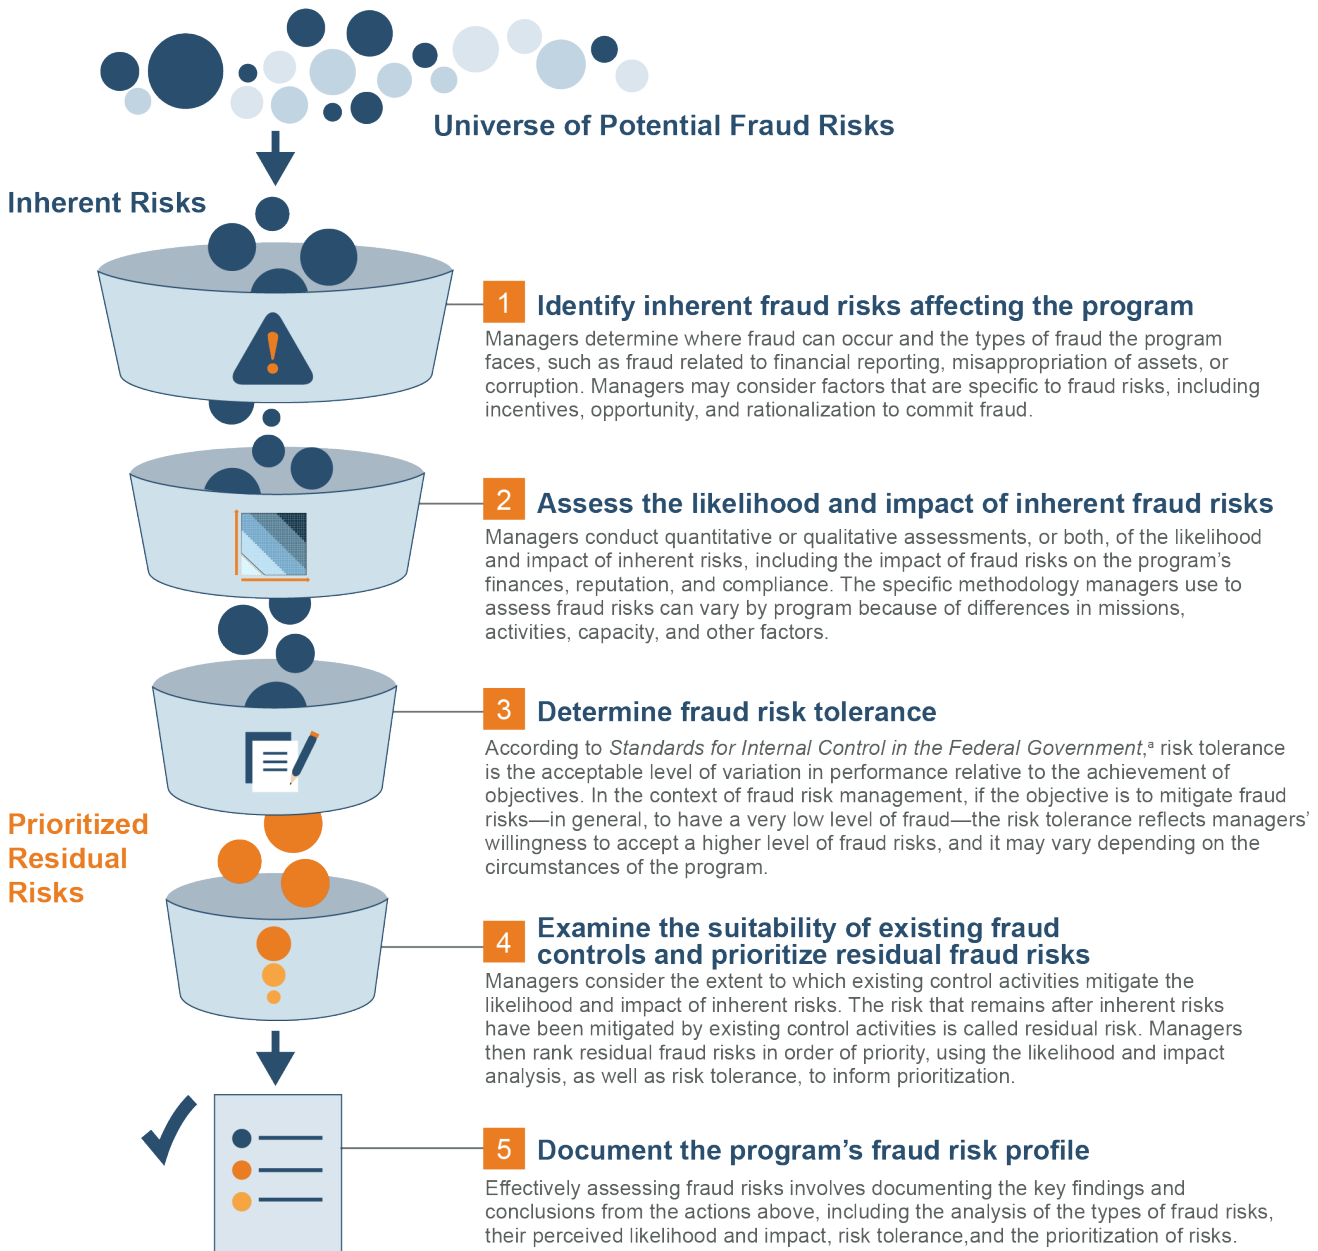 Universe of Potential Fraud Risks
Inherent Risks
1 Identify inherent fraud risks affecting the program
Managers determine where fraud can occur and the types of fraud the program
faces, such as fraud related to financial reporting, misappropriation of assets, or
corruption. Managers may consider factors that are specific to fraud risks, including
incentives, opportunity, and rationalization to commit fraud.
2 Assess the likelihood and impact of inherent fraud risks
Managers conduct quantitative or qualitative assessments, or both, of the likelihood
and impact of inherent risks, including the impact of fraud risks on the program’s
finances, reputation, and compliance. The specific methodology managers use to
assess fraud risks can vary by program because of differences in missions,
activities, capacity, and other factors.
3 Determine fraud risk tolerance
According to Standards for Internal Control in the Federal Government,ª risk tolerance
is the acceptable level of variation in performance relative to the achievement of
objectives. In the context of fraud risk management, if the objective is to mitigate fraud
risks—in general, to have a very low level of fraud—the risk tolerance reflects managers’
willingness to accept a higher level of fraud risks, and it may vary depending on the
circumstances of the program.
Prioritized
Residual
Risks
4 Examine the suitability of existing fraud
controls and prioritize residual fraud risks
Managers consider the extent to which existing control activities mitigate the
likelihood and impact of inherent risks. The risk that remains after inherent risks
have been mitigated by existing control activities is called residual risk. Managers
then rank residual fraud risks in order of priority, using the likelihood and impact
analysis, as well as risk tolerance, to inform prioritization.
5 Document the program’s fraud risk profile
Effectively assessing fraud risks involves documenting the key findings and
conclusions from the actions above, including the analysis of the types of fraud risks,
their perceived likelihood and impact, risk tolerance,and the prioritization of risks.